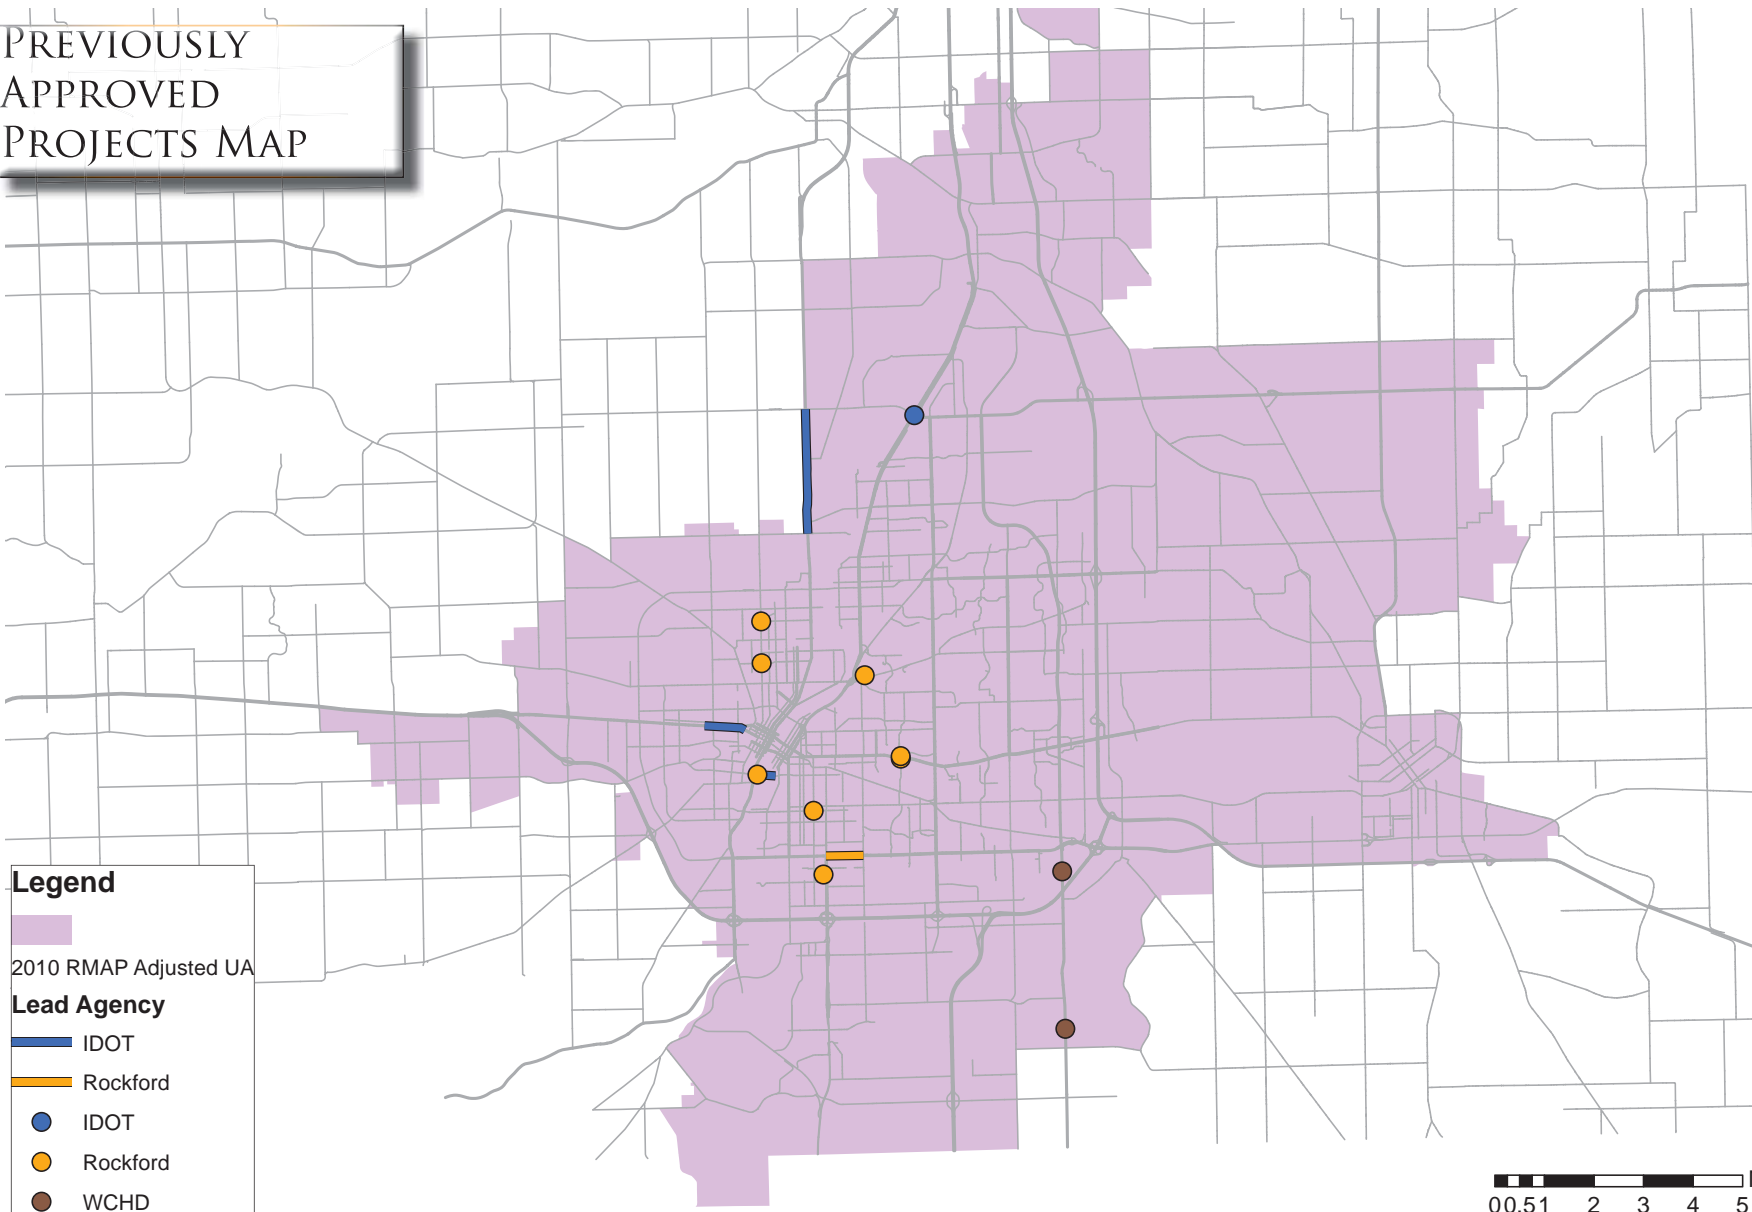 PREVIOUSLY
APPROVED
PROJECTS MAP
Legend
2010 RMAP Adjusted UA
Lead Agency
IDOT
Rockford
IDOT
Rockford
WCHD
0 0.5 1 2 3 4 5